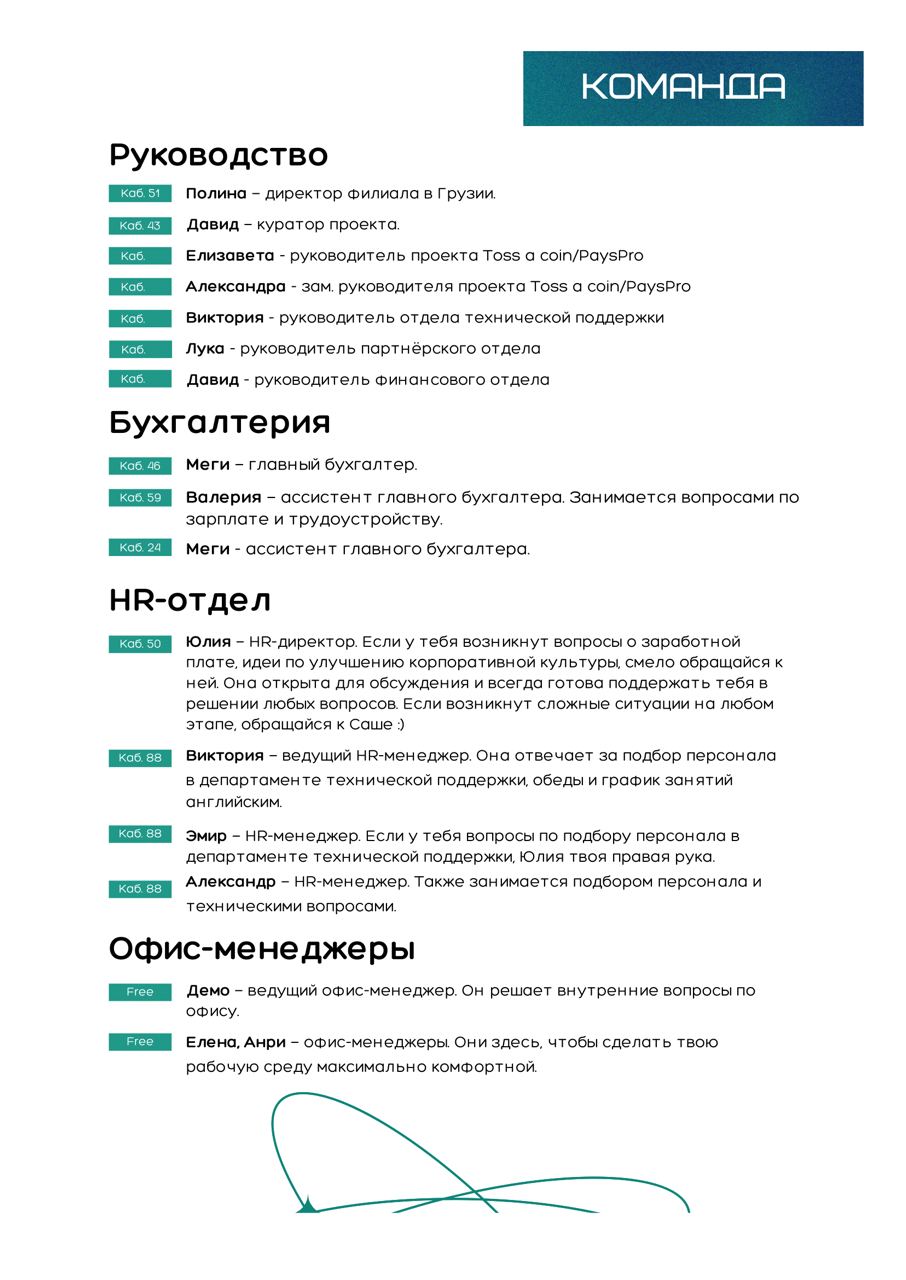 КОМАНДА
Руководство
Каб. 51 Полина – директор филиала в Грузии.
Каб. 43 Давид – куратор проекта.
Каб. Елизавета - руководитель проекта Toss a coin/PaysPro
Каб. Александра - зам. руководителя проекта Toss a coin/PaysPro
Каб. Виктория - руководитель отдела технической поддержки
Каб. Лука - руководитель партнёрского отдела
Каб. Давид - руководитель финансового отдела
Бухгалтерия
Каб. 46 Меги – главный бухгалтер.
Каб. 59 Валерия – ассистент главного бухгалтера. Занимается вопросами по
зарплате и трудоустройству.
Каб. 24 Меги - ассистент главного бухгалтера.
HR-отдел
Каб. 50 Юлия – HR-директор. Если у тебя возникнут вопросы о заработной
плате, идеи по улучшению корпоративной культуры, смело обращайся к
ней. Она открыта для обсуждения и всегда готова поддержать тебя в
решении любых вопросов. Если возникнут сложные ситуации на любом
этапе, обращайся к Саше :)
Каб. 88 Виктория – ведущий HR-менеджер. Она отвечает за подбор персонала
в департаменте технической поддержки, обеды и график занятий
английским.
Каб. 88 Эмир – HR-менеджер. Если у тебя вопросы по подбору персонала в
департаменте технической поддержки, Юлия твоя правая рука.
Каб. 88 Александр – HR-менеджер. Также занимается подбором персонала и
техническими вопросами.
Офис-менеджеры
Free Демо – ведущий офис-менеджер. Он решает внутренние вопросы по
офису.
Free Елена, Анри – офис-менеджеры. Они здесь, чтобы сделать твою
рабочую среду максимально комфортной.